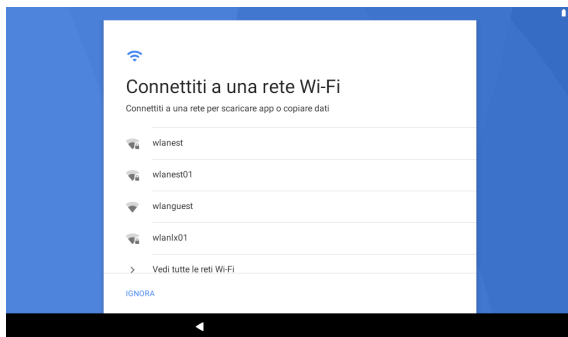 Connettiti a una rete Wi-Fi
Connettiti a una rete per scaricare app o copiare dati
wlanest
wlanest01
wlanguest
wlanlx01
Vedi tutte le reti Wi-Fi
IGNORA